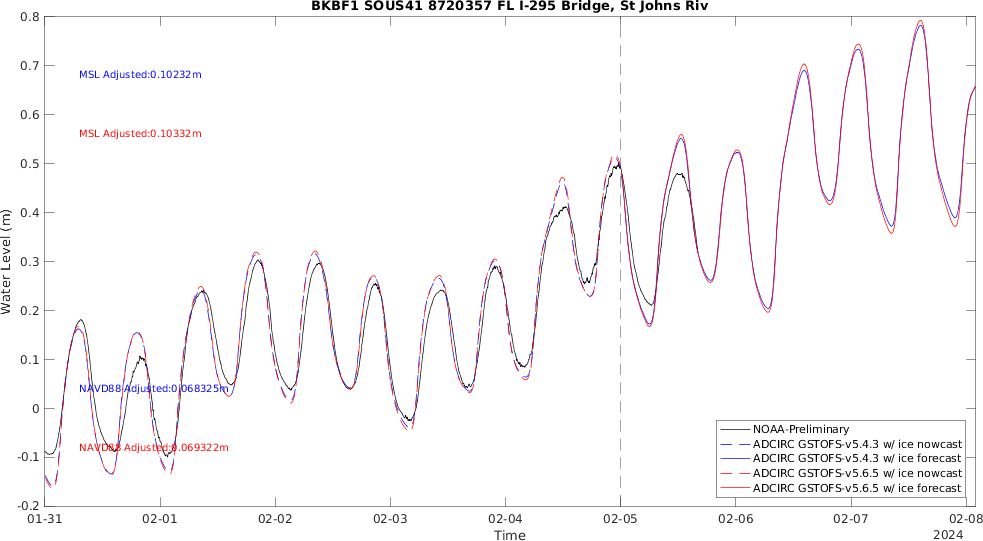 BKBF1 SOUS41 8720357 FL I-295 Bridge, St Johns Riv
0.8
0.7
0.6
0.5
0.4
0.3
0.2
0.1
0
-0.1
-0.2
Water Level (m)
MSL Adjusted:0.10232m
MSL Adjusted:0.10332m
NAVD88 Adjusted:0.068325m
NAVD88 Adjusted:0.069322m
NOAA-Preliminary
ADCIRC GSTOFS-v5.4.3 w/ ice nowcast
ADCIRC GSTOFS-v5.4.3 w/ ice forecast
ADCIRC GSTOFS-v5.6.5 w/ ice nowcast
ADCIRC GSTOFS-v5.6.5 w/ ice forecast
01-31 02-01 02-02 02-03 02-04 02-05 02-06 02-07 02-08
Time
2024